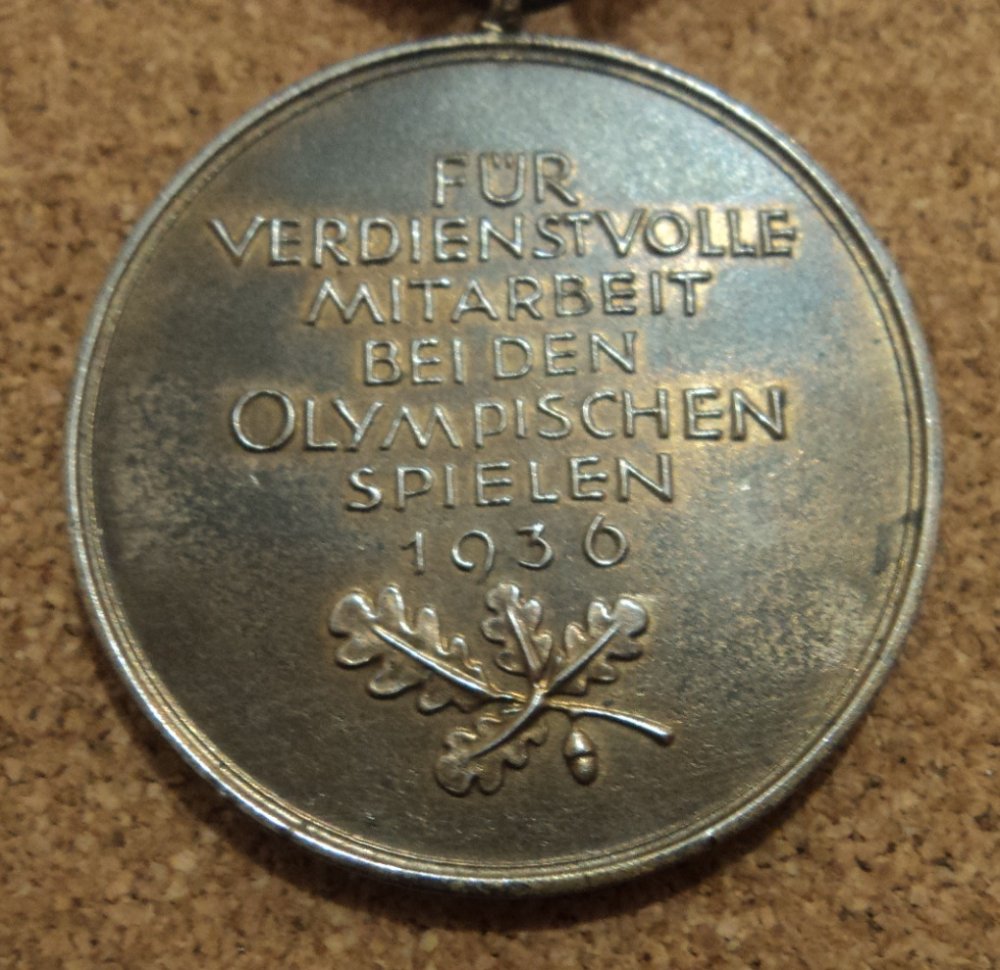 FÜR
VERDIENSTVOLLE
MITARBEIT
BEI DEN
OLYMPISCHEN
SPIELEN
1936